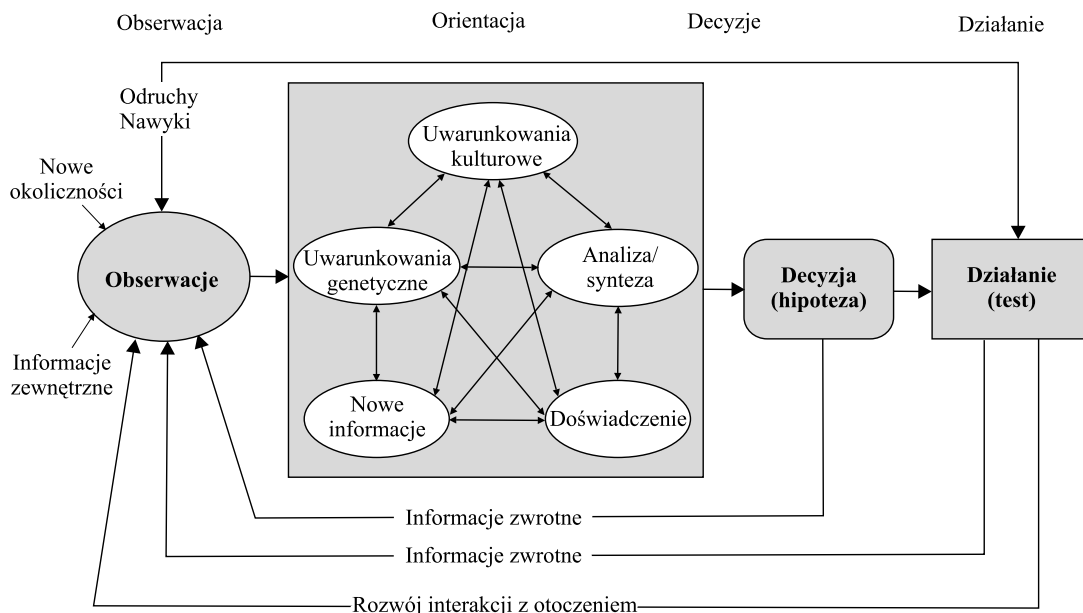 Obserwacja
Orientacja
Decyzje
Działanie
Odruchy
Nawyki
Nowe
okoliczności
Obserwacje
Informacje
zewnętrzne
Uwarunkowania
kulturowe
Uwarunkowania
genetyczne
Analiza/
synteza
Nowe
informacje
Doświadczenie
Decyzja
(hipoteza)
Działanie
(test)
Informacje zwrotne
Informacje zwrotne
Rozwój interakcji z otoczeniem